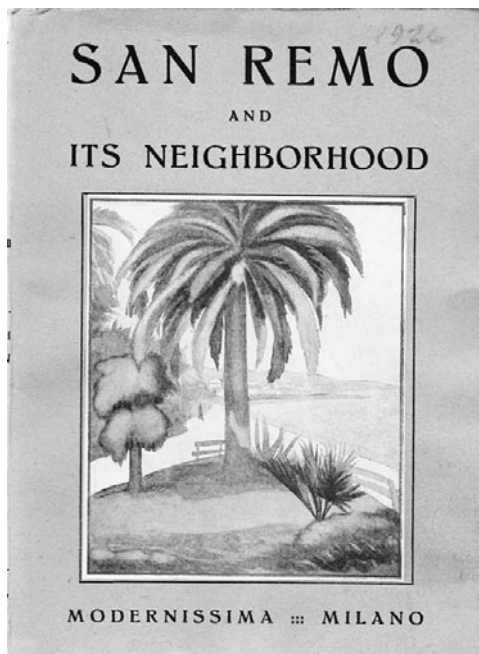 1926
SAN REMO
AND
ITS NEIGHBORHOOD
MODERNISSIMA ::: MILANO